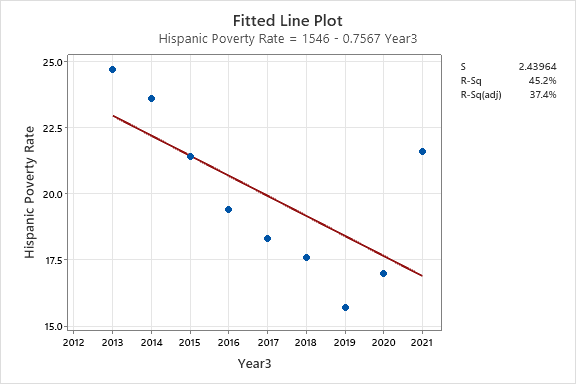 Fitted Line Plot
Hispanic Poverty Rate = 1546 - 0.7567 Year3
S 2.43964
R-Sq 45.2%
R-Sq(adj) 37.4%
25.0
22.5
20.0
17.5
15.0
Hispanic Poverty Rate
2012 2013 2014 2015 2016 2017 2018 2019 2020 2021
Year3